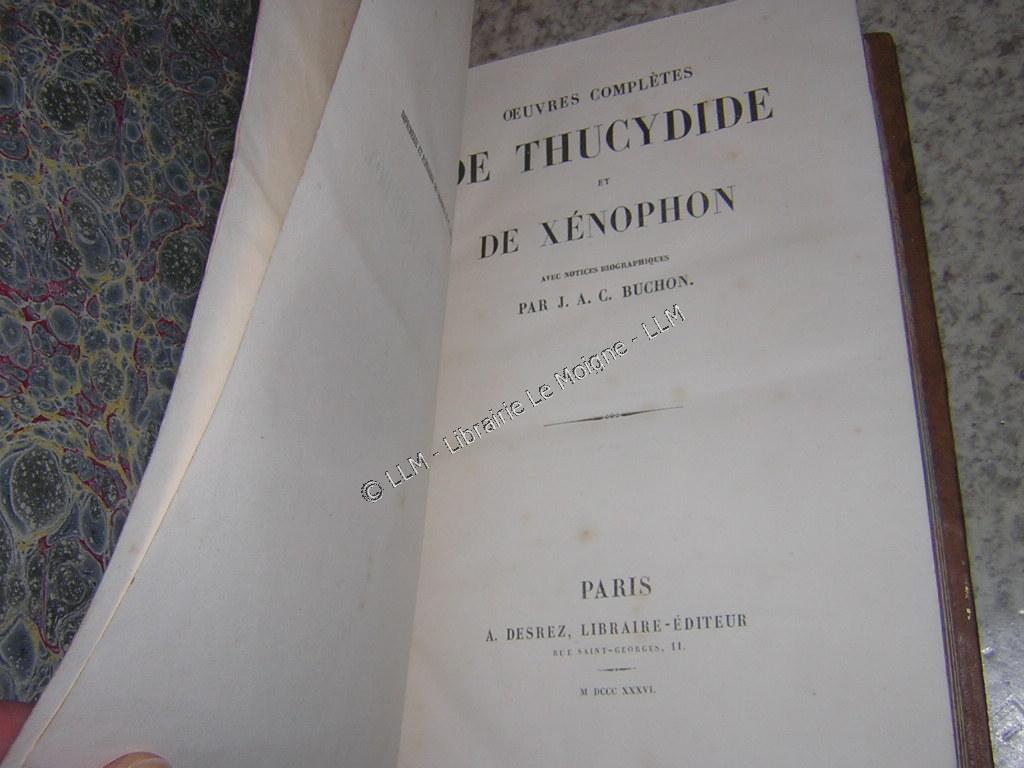 ŒUVRES COMPLÈTES
DE THUCYDIDE
ET
DE XÉNOPHON
AVEC NOTICES BIOGRAPHIQUES
PAR J. A. C. BUCHON.
© LLM - Librairie Le Moigne - LLM
PARIS
A. DESREZ, LIBRAIRE-ÉDITEUR
RUE SAINT-GEORGES, 11.
M DCCC XXXVI.